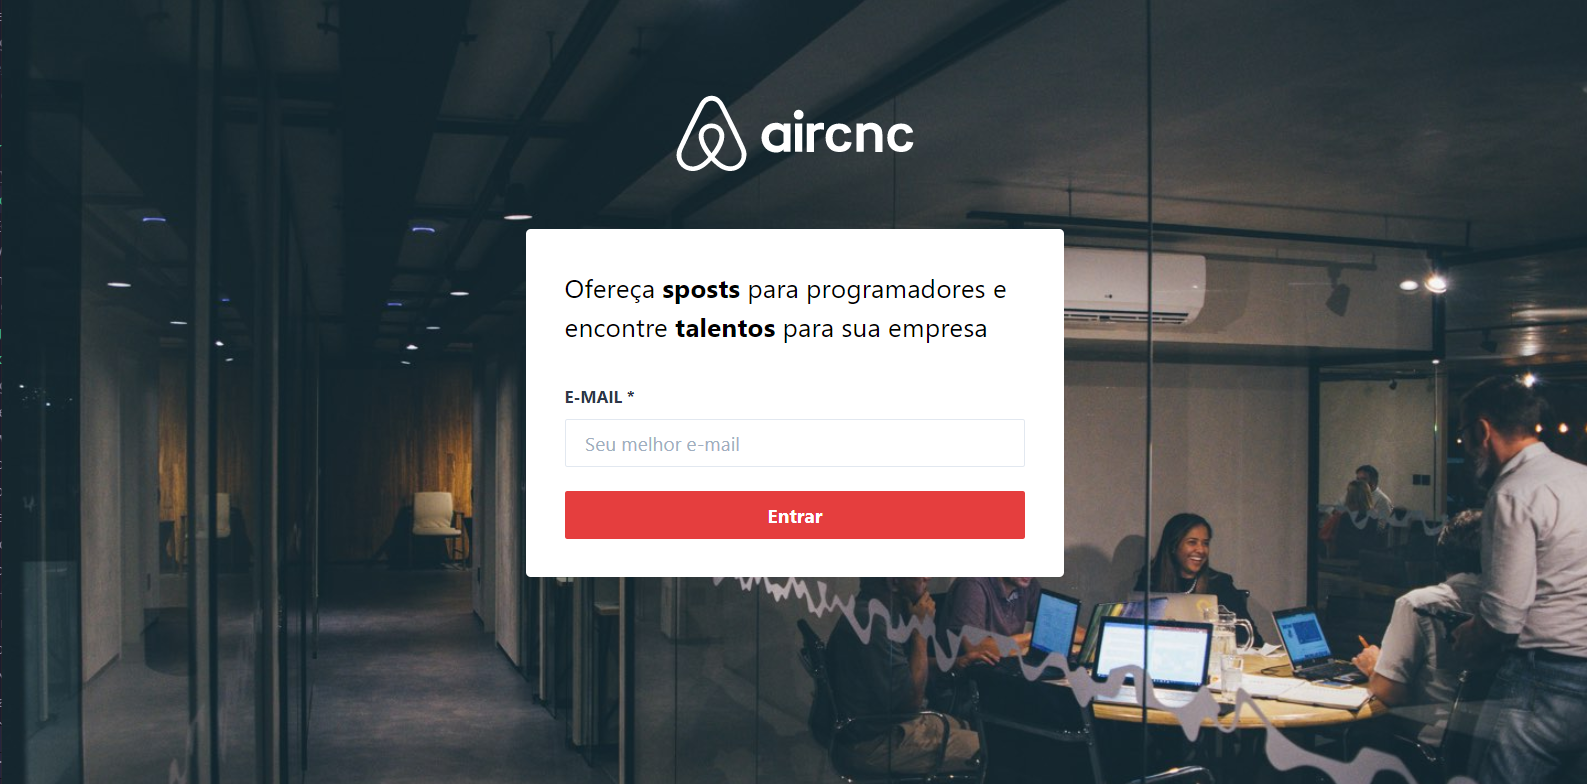 aircnc
Ofereça sposts para programadores e
encontre talentos para sua empresa
E-MAIL *
Seu melhor e-mail
Entrar